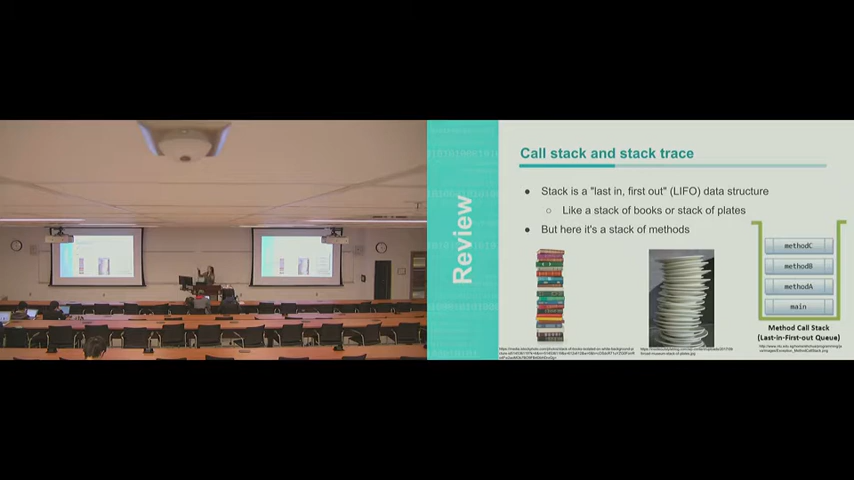 Review
Call stack and stack trace
● Stack is a "last in, first out" (LIFO) data structure
○ Like a stack of books or stack of plates
● But here it's a stack of methods
methodC
methodB
methodA
main
Method Call Stack
(Last-in-First-out Queue)